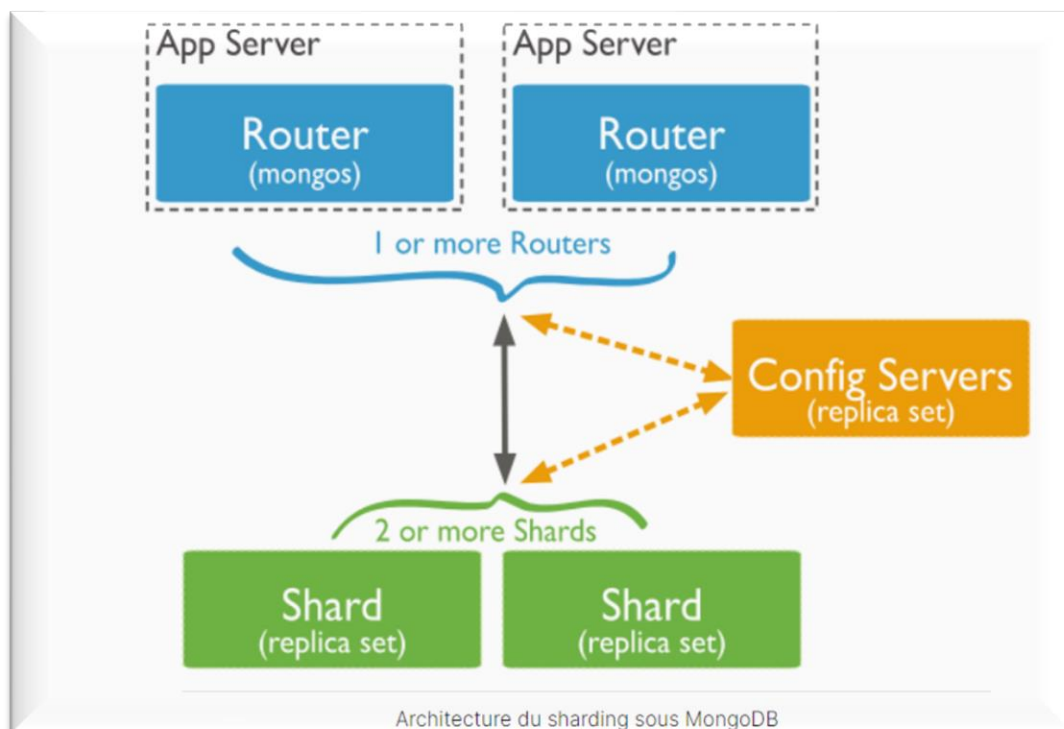 App Server
App Server
Router
(mongos)
Router
(mongos)
1 or more Routers
Config Servers
(replica set)
2 or more Shards
Shard
(replica set)
Shard
(replica set)
Architecture du sharding sous MongoDB